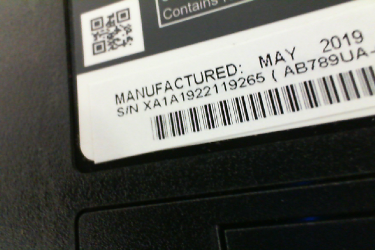 Contains
MANUFACTURED: MAY 2019
S/N XA1A1922119265 ( AB789UA-